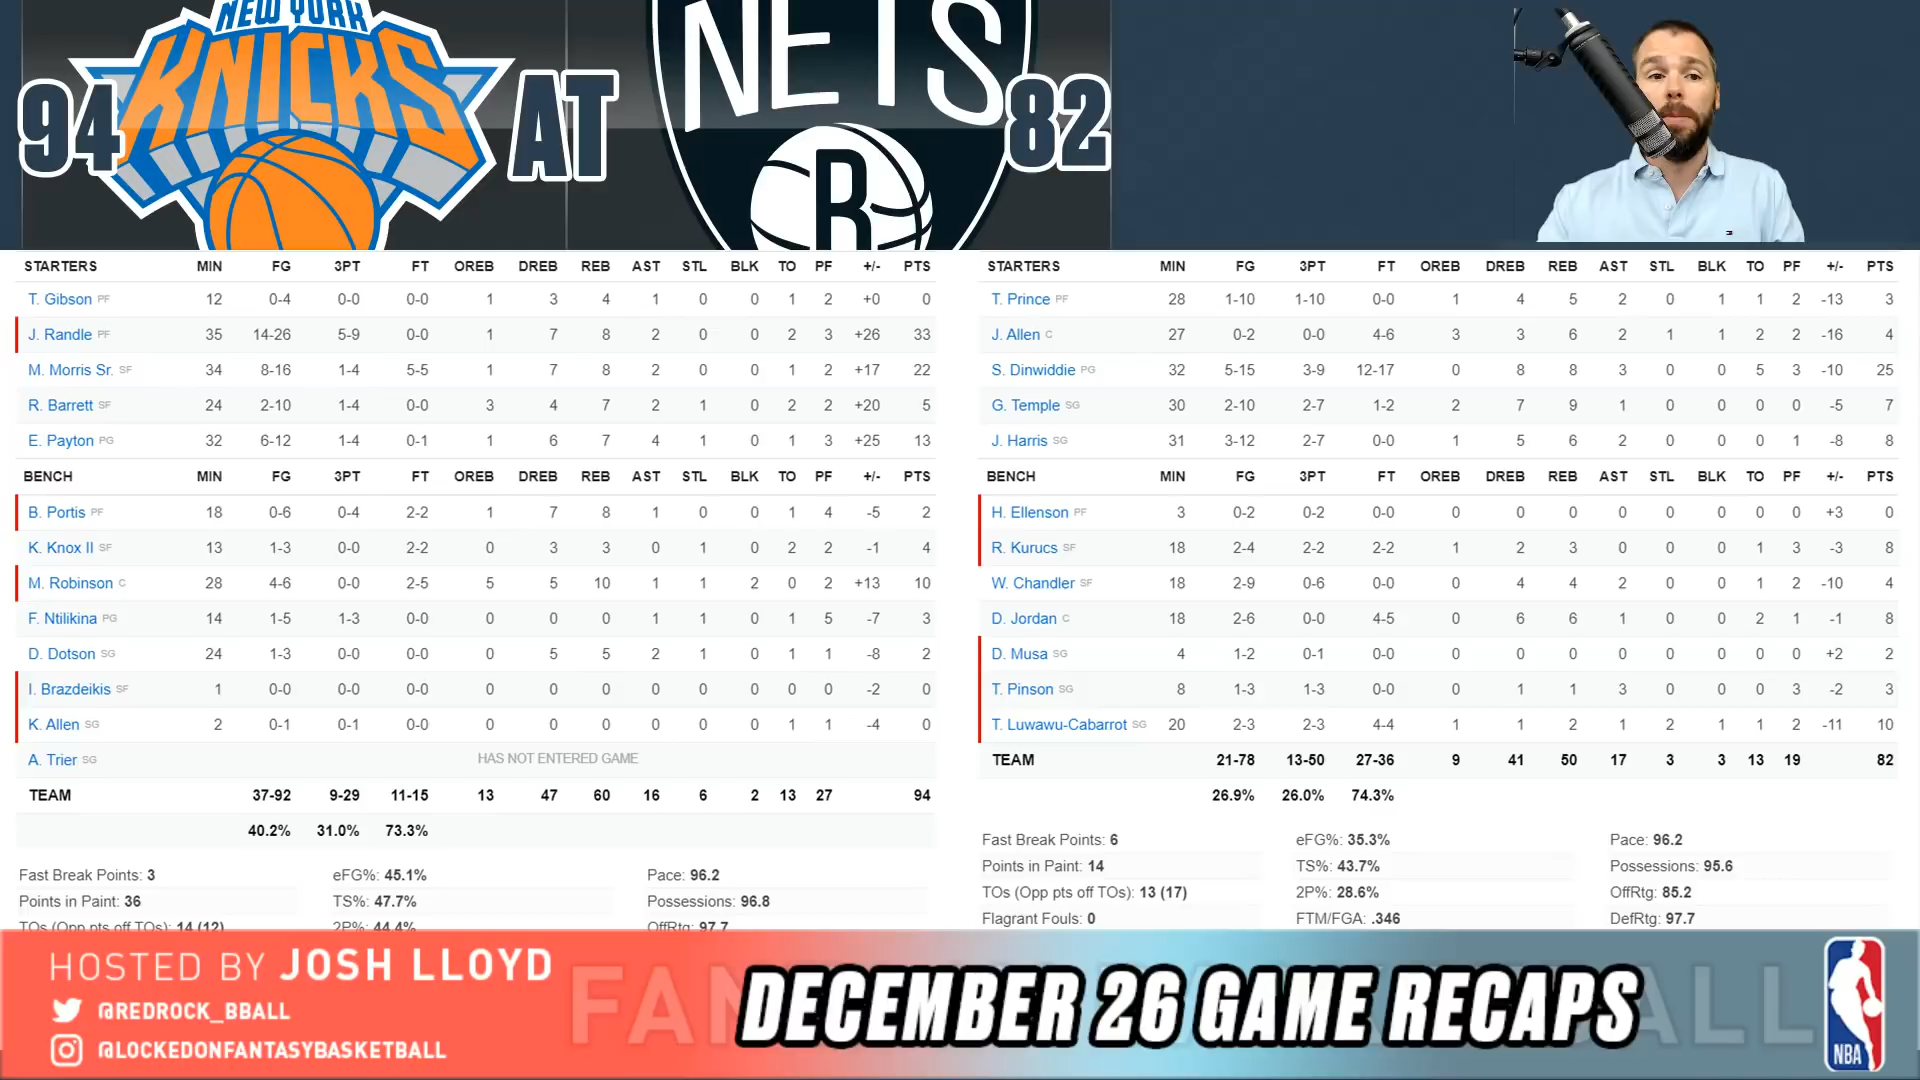 NEW YORK
KNICKS
94
AT
NETS
B
82
STARTERS MIN FG 3PT FT OREB DREB REB AST STL BLK TO PF +/- PTS
T. Gibson PF 12 0-4 0-0 0-0 1 3 4 1 0 0 1 2 +0 0
J. Randle PF 35 14-26 5-9 0-0 1 7 8 2 0 0 2 3 +26 33
M. Morris Sr. SF 34 8-16 1-4 5-5 1 7 8 2 0 0 1 2 +17 22
R. Barrett SF 24 2-10 1-4 0-0 3 4 7 2 1 0 2 2 +20 5
E. Payton PG 32 6-12 1-4 0-1 1 6 7 4 1 0 1 3 +25 13
BENCH MIN FG 3PT FT OREB DREB REB AST STL BLK TO PF +/- PTS
B. Portis PF 18 0-6 0-4 2-2 1 7 8 1 0 0 1 4 -5 2
K. Knox II SF 13 1-3 0-0 2-2 0 3 3 0 1 0 2 2 -1 4
M. Robinson C 28 4-6 0-0 2-5 5 5 10 1 1 2 0 2 +13 10
F. Ntilikina PG 14 1-5 1-3 0-0 0 0 0 1 1 0 1 5 -7 3
D. Dotson SG 24 1-3 0-0 0-0 0 5 5 2 1 0 1 1 -8 2
I. Brazdeikis SF 1 0-0 0-0 0-0 0 0 0 0 0 0 0 0 -2 0
K. Allen SG 2 0-1 0-1 0-0 0 0 0 0 0 0 1 1 -4 0
A. Trier SG HAS NOT ENTERED GAME
TEAM 37-92 9-29 11-15 13 47 60 16 6 2 13 27 94
40.2% 31.0% 73.3%
Fast Break Points: 3 eFG%: 45.1% Pace: 96.2
Points in Paint: 36 TS%: 47.7% Possessions: 96.8
TOs (Opp pts off TOs): 14 (12) 2P%: 44.4% OffRtg: 97.7
STARTERS MIN FG 3PT FT OREB DREB REB AST STL BLK TO PF +/- PTS
T. Prince PF 28 1-10 1-10 0-0 1 4 5 2 0 1 1 2 -13 3
J. Allen C 27 0-2 0-0 4-6 3 3 6 2 1 1 2 2 -16 4
S. Dinwiddie PG 32 5-15 3-9 12-17 0 8 8 3 0 0 5 3 -10 25
G. Temple SG 30 2-10 2-7 1-2 2 7 9 1 0 0 0 0 -5 7
J. Harris SG 31 3-12 2-7 0-0 1 5 6 2 0 0 0 1 -8 8
BENCH MIN FG 3PT FT OREB DREB REB AST STL BLK TO PF +/- PTS
H. Ellenson PF 3 0-2 0-2 0-0 0 0 0 0 0 0 0 0 +3 0
R. Kurucs SF 18 2-4 2-2 2-2 1 2 3 0 0 0 1 3 -3 8
W. Chandler SF 18 2-9 0-6 0-0 0 4 4 2 0 0 1 2 -10 4
D. Jordan C 18 2-6 0-0 4-5 0 6 6 1 0 0 2 1 -1 8
D. Musa SG 4 1-2 0-1 0-0 0 0 0 0 0 0 0 0 +2 2
T. Pinson SG 8 1-3 1-3 0-0 0 1 1 3 0 0 0 3 -2 3
T. Luwawu-Cabarrot SG 20 2-3 2-3 4-4 1 1 2 1 2 1 1 2 -11 10
TEAM 21-78 13-50 27-36 9 41 50 17 3 3 13 19 82
26.9% 26.0% 74.3%
Fast Break Points: 6 eFG%: 35.3% Pace: 96.2
Points in Paint: 14 TS%: 43.7% Possessions: 95.6
TOs (Opp pts off TOs): 13 (17) 2P%: 28.6% OffRtg: 85.2
Flagrant Fouls: 0 FTM/FGA: .346 DefRtg: 97.7
HOSTED BY JOSH LLOYD
@REDROCK_BBALL
@LOCKEDONFANTASYBASKETBALL
DECEMBER 26 GAME RECAPS
NBA